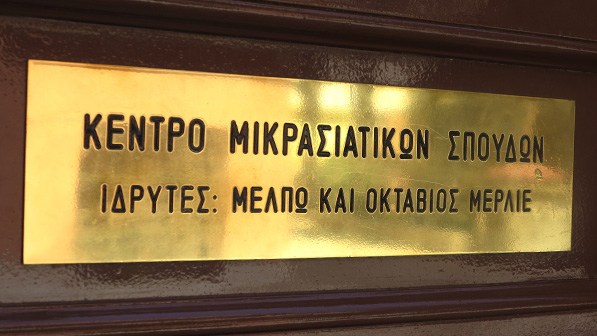 ΚΕΝΤΡΟ ΜΙΚΡΑΣΙΑΤΙΚΩΝ ΣΠΟΥΔΩΝ
ΙΔΡΥΤΕΣ: ΜΕΛΠΩ ΚΑΙ ΟΚΤΑΒΙΟΣ ΜΕΡΛΙΕ